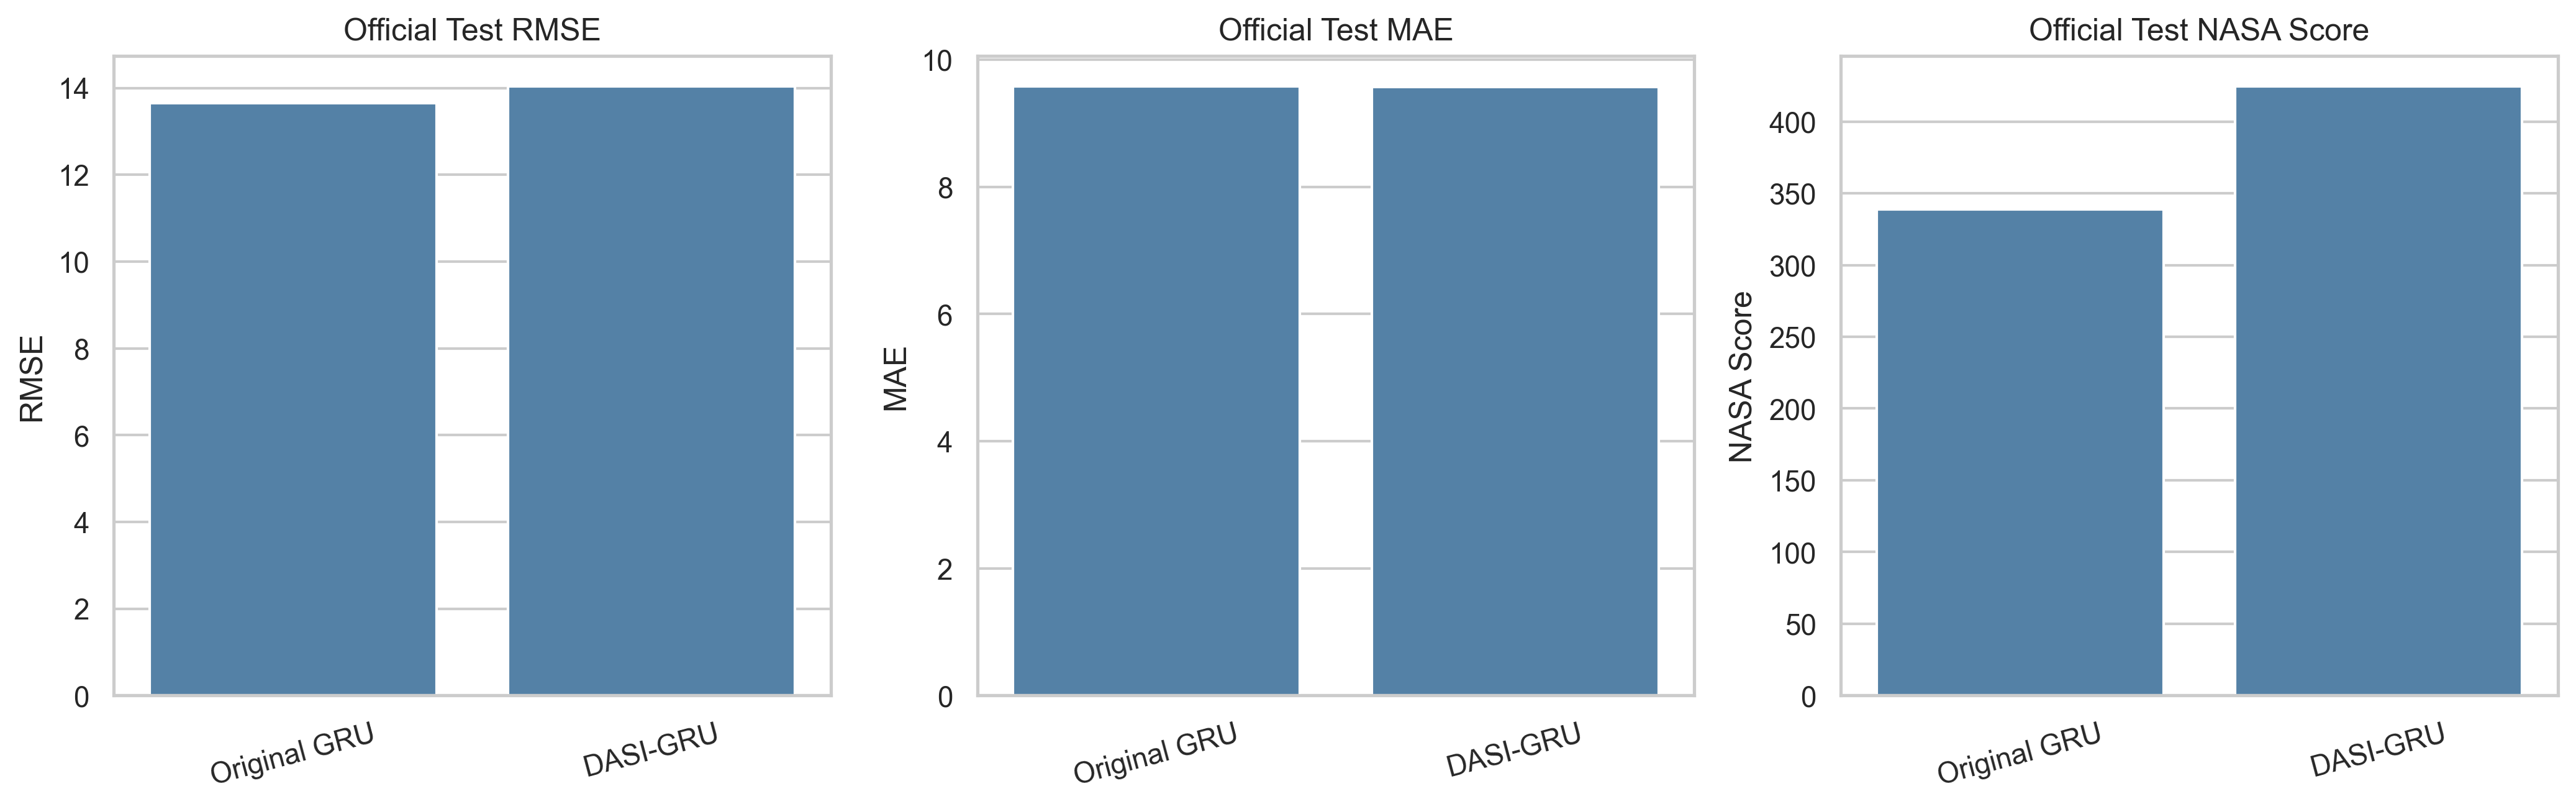 Official Test RMSE
RMSE
14
12
10
8
6
4
2
0
Original GRU
DASI-GRU
Official Test MAE
MAE
10
8
6
4
2
0
Original GRU
DASI-GRU
Official Test NASA Score
NASA Score
400
350
300
250
200
150
100
50
0
Original GRU
DASI-GRU